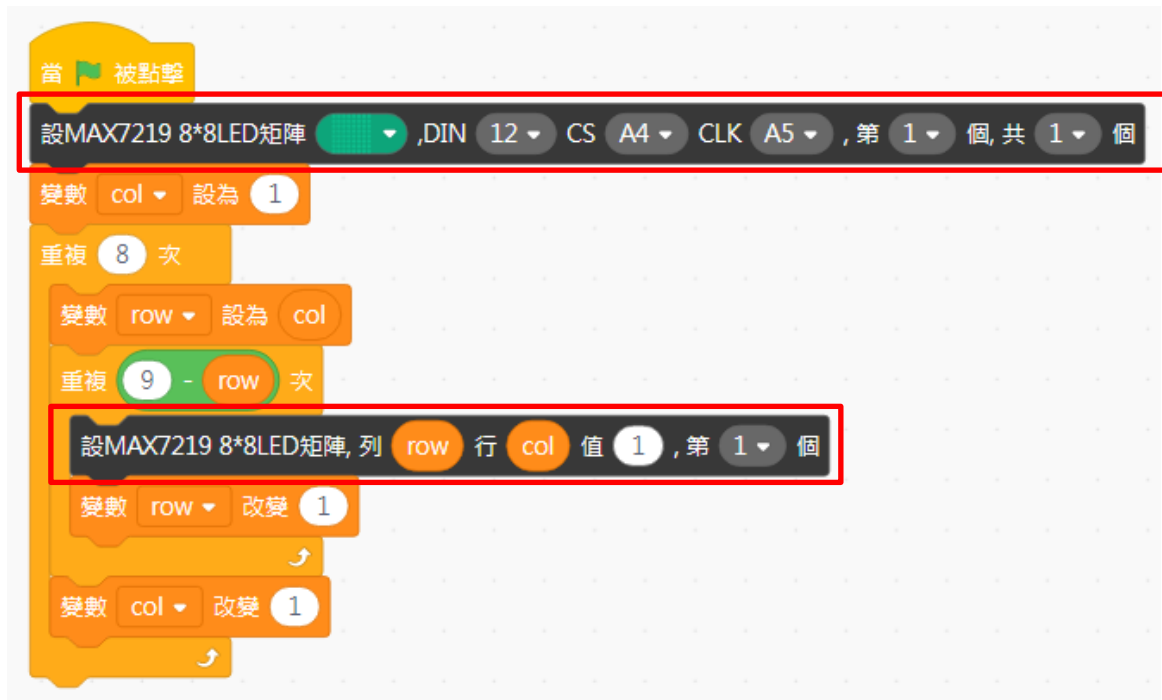 當 被點擊
設MAX7219 8*8LED矩陣 ,DIN 12 CS A4 CLK A5 , 第 1 個, 共 1 個
變數 col 設為 1
重複 8 次
變數 row 設為 col
重複 9 - row 次
設MAX7219 8*8LED矩陣, 列 row 行 col 值 1 , 第 1 個
變數 row 改變 1
變數 col 改變 1